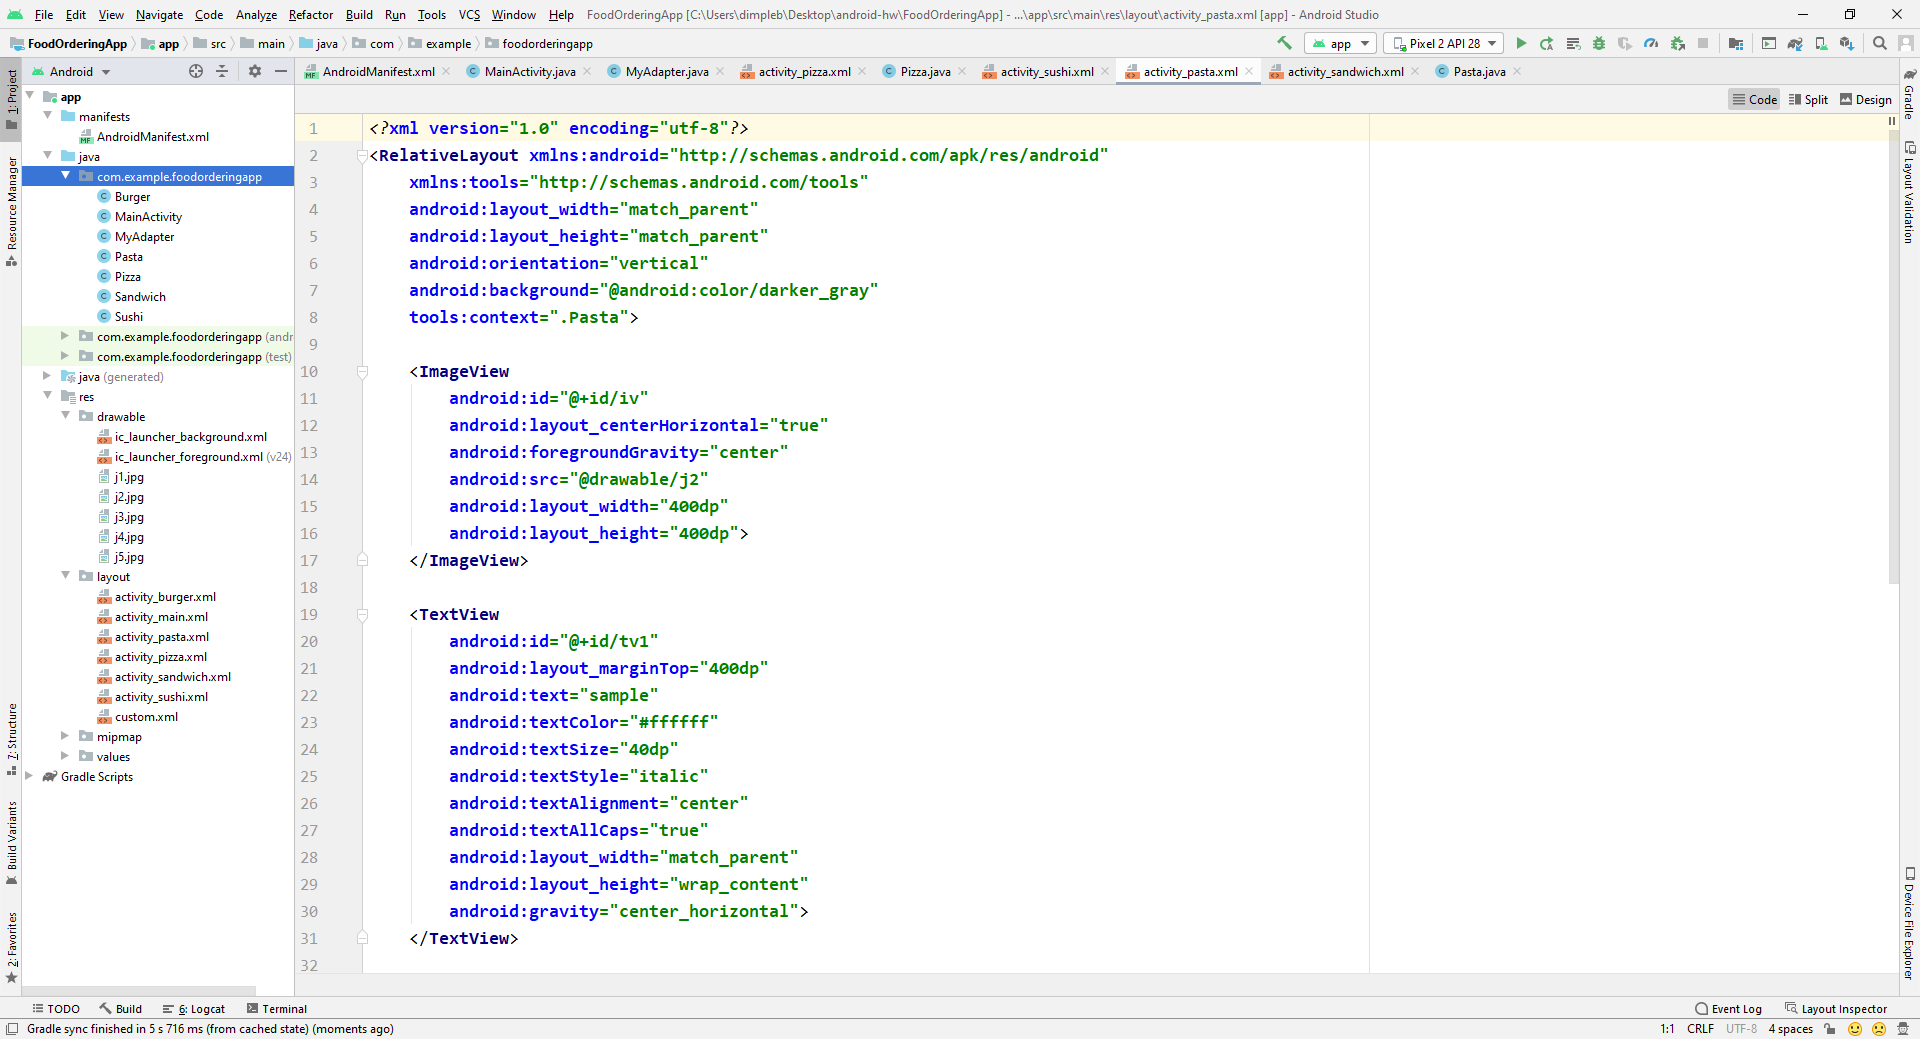 File Edit View Navigate Code Analyze Refactor Build Run Tools VCS Window Help FoodOrderingApp [C:\Users\dimpleb\Desktop\android-hw\FoodOrderingApp] - ...\app\src\main\res\layout\activity_pasta.xml [app] - Android Studio
FoodOrderingApp app src main java com example foodorderingapp app Pixel 2 API 28
Android AndroidManifest.xml MainActivity.java MyAdapter.java activity_pizza.xml Pizza.java activity_sushi.xml activity_pasta.xml activity_sandwich.xml Pasta.java
Code Split Design
1: Project
Resource Manager
7: Structure
Build Variants
2: Favorites
app
manifests
AndroidManifest.xml
java
com.example.foodorderingapp
Burger
MainActivity
MyAdapter
Pasta
Pizza
Sandwich
Sushi
com.example.foodorderingapp (andr
com.example.foodorderingapp (test)
java (generated)
res
drawable
ic_launcher_background.xml
ic_launcher_foreground.xml (v24)
j1.jpg
j2.jpg
j3.jpg
j4.jpg
j5.jpg
layout
activity_burger.xml
activity_main.xml
activity_pasta.xml
activity_pizza.xml
activity_sandwich.xml
activity_sushi.xml
custom.xml
mipmap
values
Gradle Scripts
1 <?xml version="1.0" encoding="utf-8"?>
2 <RelativeLayout xmlns:android="http://schemas.android.com/apk/res/android"
3 xmlns:tools="http://schemas.android.com/tools"
4 android:layout_width="match_parent"
5 android:layout_height="match_parent"
6 android:orientation="vertical"
7 android:background="@android:color/darker_gray"
8 tools:context=".Pasta">
9
10 <ImageView
11 android:id="@+id/iv"
12 android:layout_centerHorizontal="true"
13 android:foregroundGravity="center"
14 android:src="@drawable/j2"
15 android:layout_width="400dp"
16 android:layout_height="400dp">
17 </ImageView>
18
19 <TextView
20 android:id="@+id/tv1"
21 android:layout_marginTop="400dp"
22 android:text="sample"
23 android:textColor="#ffffff"
24 android:textSize="40dp"
25 android:textStyle="italic"
26 android:textAlignment="center"
27 android:textAllCaps="true"
28 android:layout_width="match_parent"
29 android:layout_height="wrap_content"
30 android:gravity="center_horizontal">
31 </TextView>
32
Gradle
Layout Validation
Device File Explorer
TODO Build 6: Logcat Terminal Event Log Layout Inspector
Gradle sync finished in 5 s 716 ms (from cached state) (moments ago) 1:1 CRLF UTF-8 4 spaces